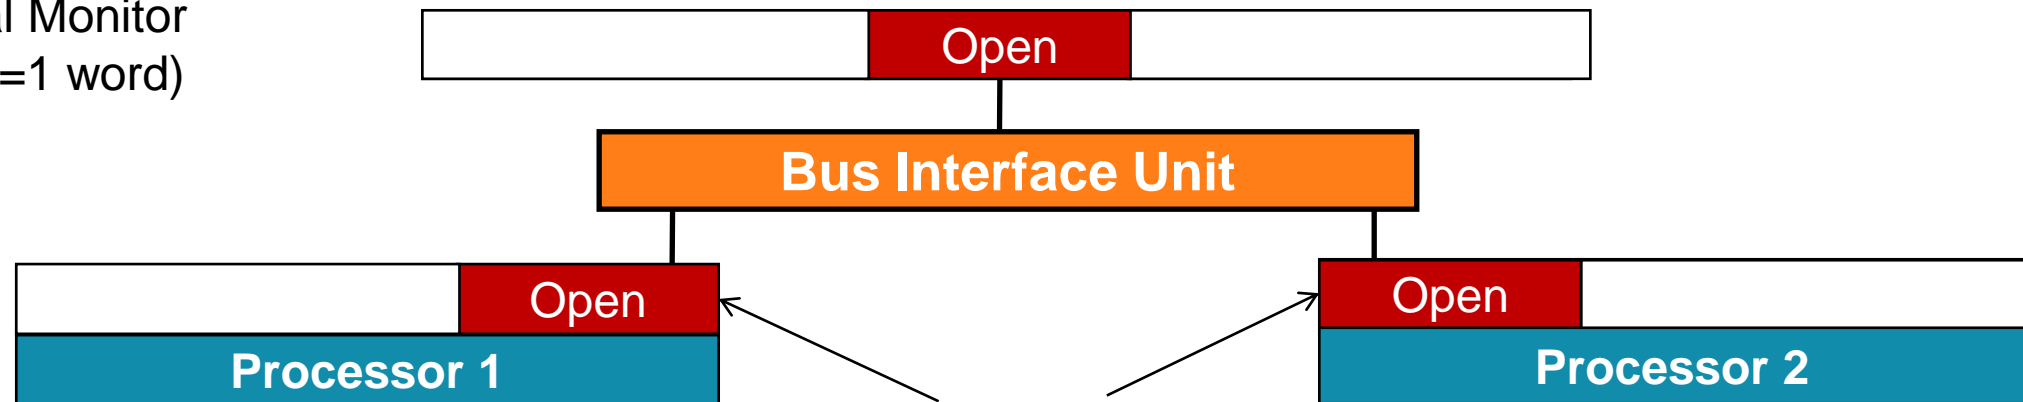 Monitor
=1 word)
Open
Bus Interface Unit
Open
Open
Processor 1
Processor 2